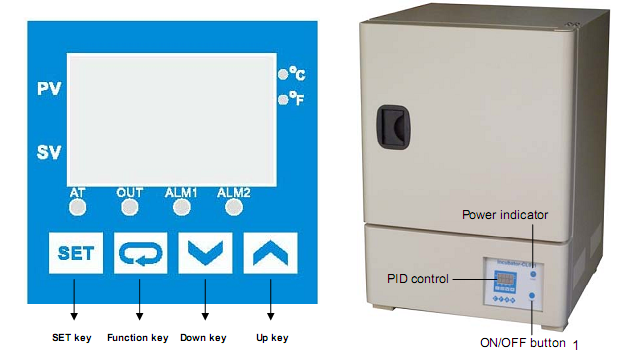 PV
SV
°C
°F
AT OUT ALM1 ALM2
SET
SET key Function key Down key Up key
Power indicator
PID control
ON/OFF button 1